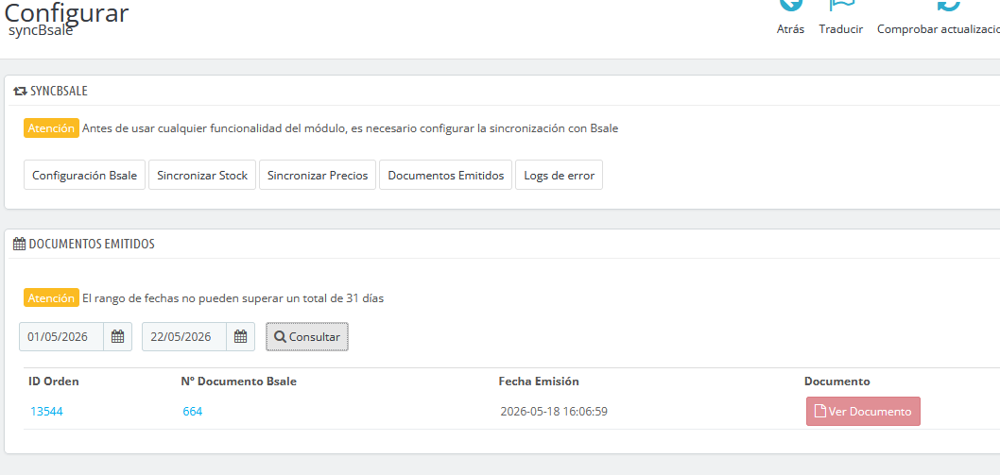 Configurar
syncBsale
Atrás Traducir Comprobar
SYNCBSALE
Atención Antes de usar cualquier funcionalidad del módulo, es necesario configurar la sincronización con Bsale
Configuración Bsale Sincronizar Stock Sincronizar Precios Documentos Emitidos Logs de error
DOCUMENTOS EMITIDOS
Atención El rango de fechas no pueden superar un total de 31 días
01/05/2026 22/05/2026 Consultar
ID Orden Nº Documento Bsale Fecha Emisión Documento
13544 664 2026-05-18 16:06:59 Ver Documento